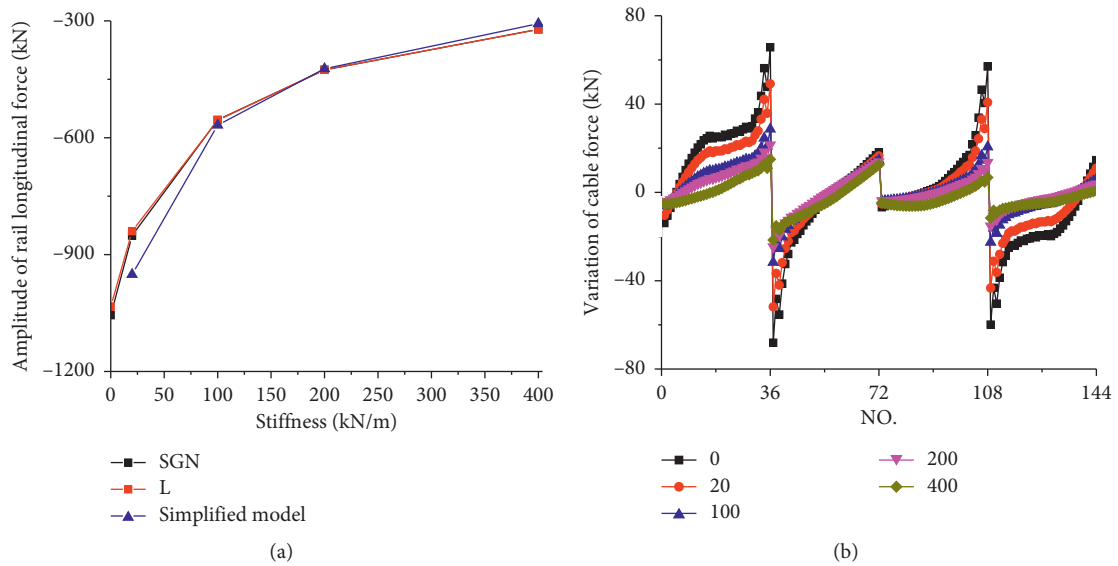 Amplitude of rail longitudinal force (kN)
−300
−600
−900
−1200
0 50 100 150 200 250 300 350 400
Stiffness (kN/m)
SGN
L
Simplified model
(a)
Variation of cable force (kN)
80
40
0
−40
−80
0 36 72 108 144
NO.
0
20
100
200
400
(b)